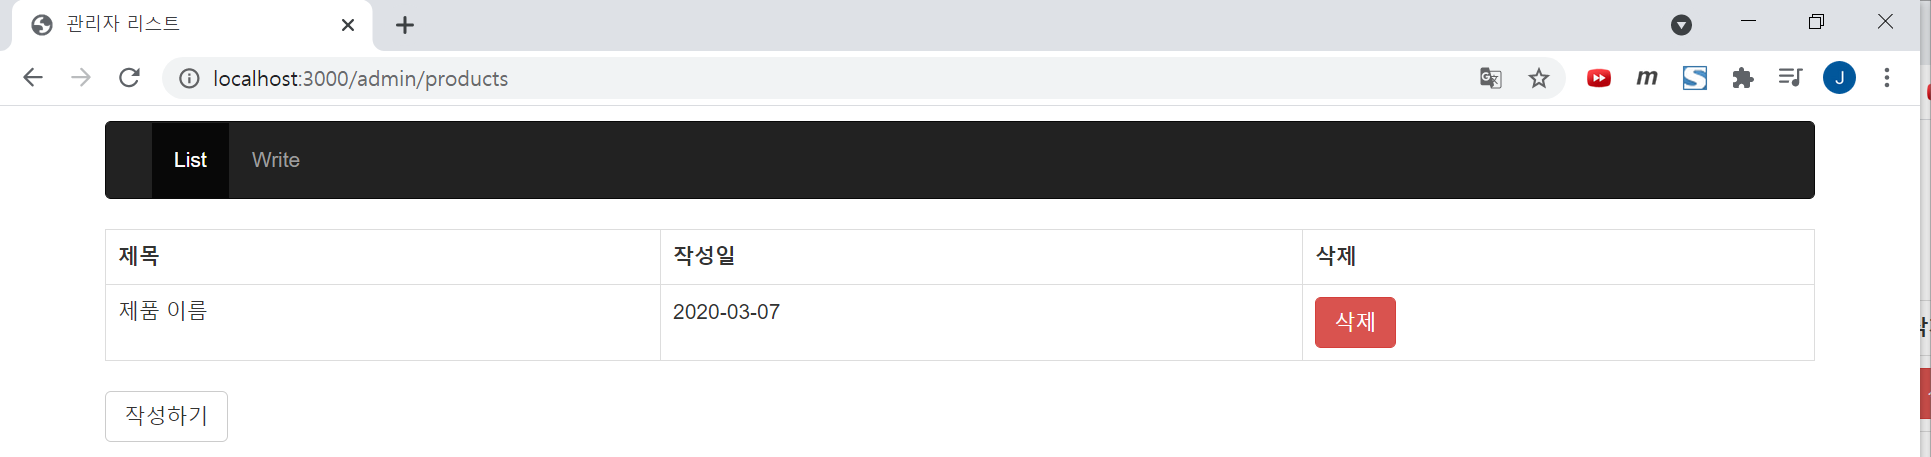 관리자 리스트
localhost:3000/admin/products
m
J
List Write
제목 작성일 삭제
제품 이름 2020-03-07 삭제
작성하기